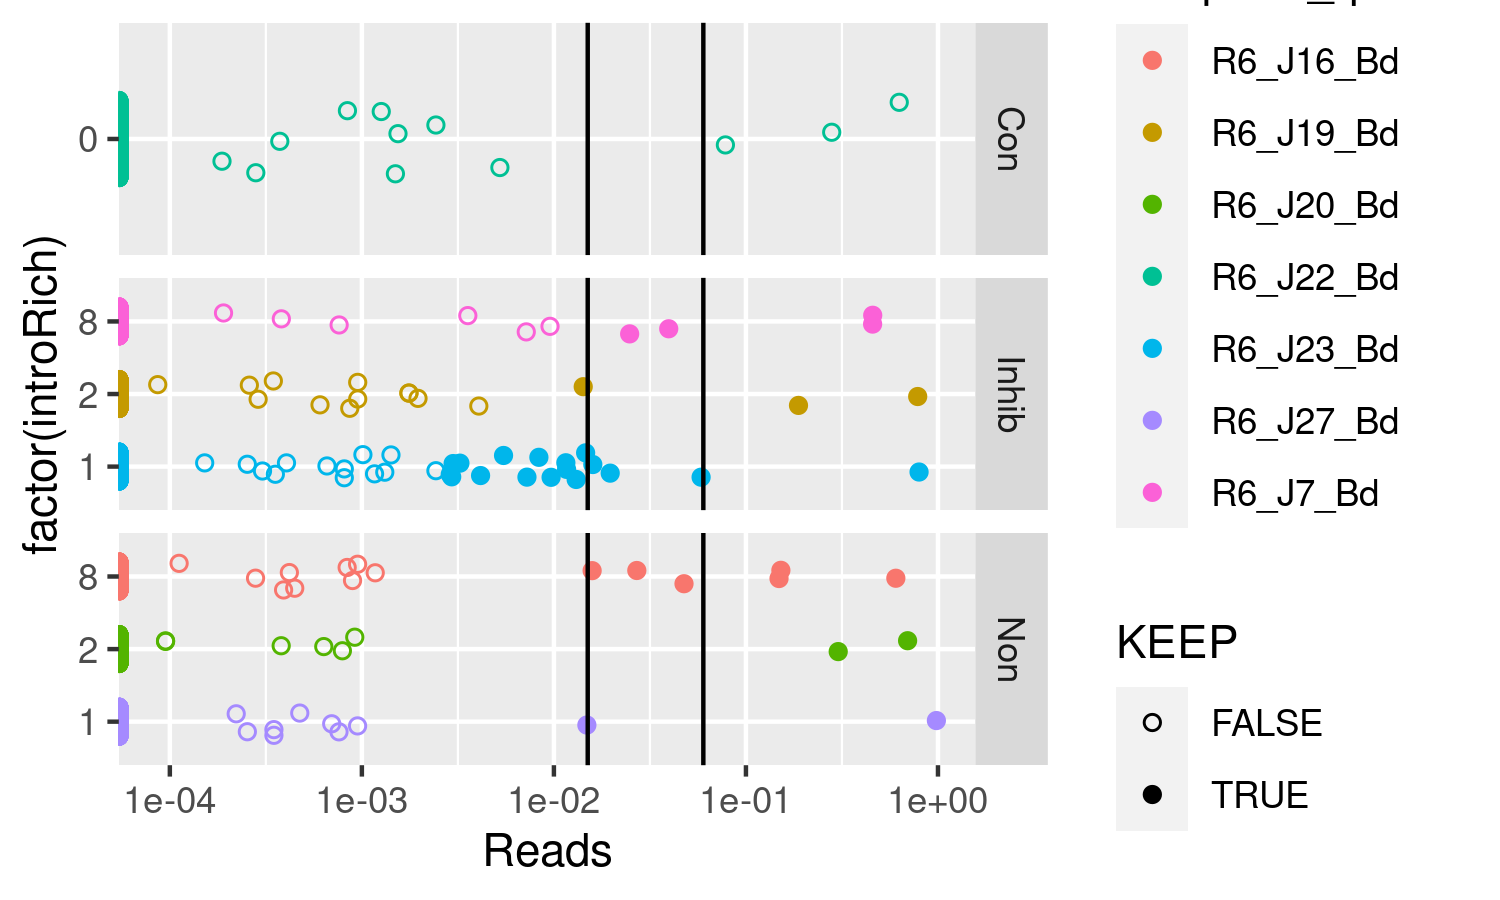 factor(introRich)
0
Con
8
2
1
Inhib
8
2
1
Non
1e-04 1e-03 1e-02 1e-01 1e+00
Reads
R6_J16_Bd
R6_J19_Bd
R6_J20_Bd
R6_J22_Bd
R6_J23_Bd
R6_J27_Bd
R6_J7_Bd
KEEP
FALSE
TRUE